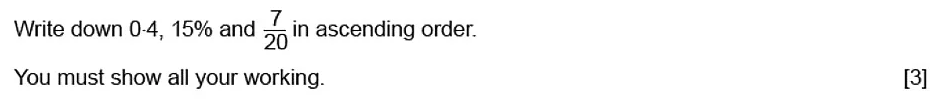 Write down 0·4, 15% and 7/20 in ascending order.
You must show all your working. [3]